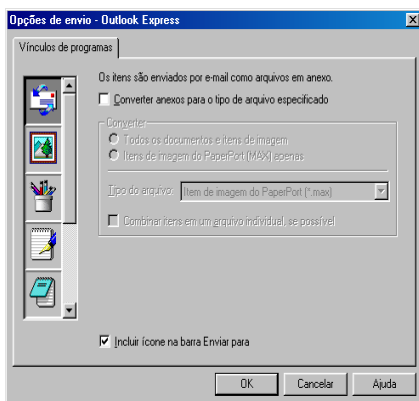 Opções de envio - Outlook Express
Vínculos de programas
Os itens são enviados por e-mail como arquivos em anexo.
Converter anexos para o tipo de arquivo especificado
Converter
Todos os documentos e itens de imagem
Itens de imagem do PaperPort (MAX) apenas
Tipo do arquivo: Item de imagem do PaperPort (*.max)
Combinar itens em um arquivo individual, se possível
Incluir ícone na barra Enviar para
OK Cancelar Ajuda